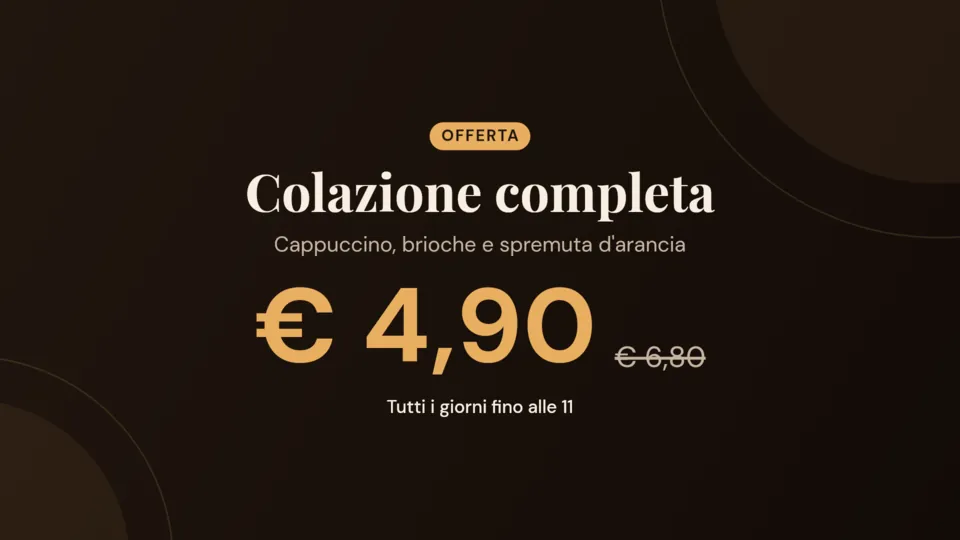 OFFERTA
Colazione completa
Cappuccino, brioche e spremuta d'arancia
€ 4,90 € 6,80
Tutti i giorni fino alle 11